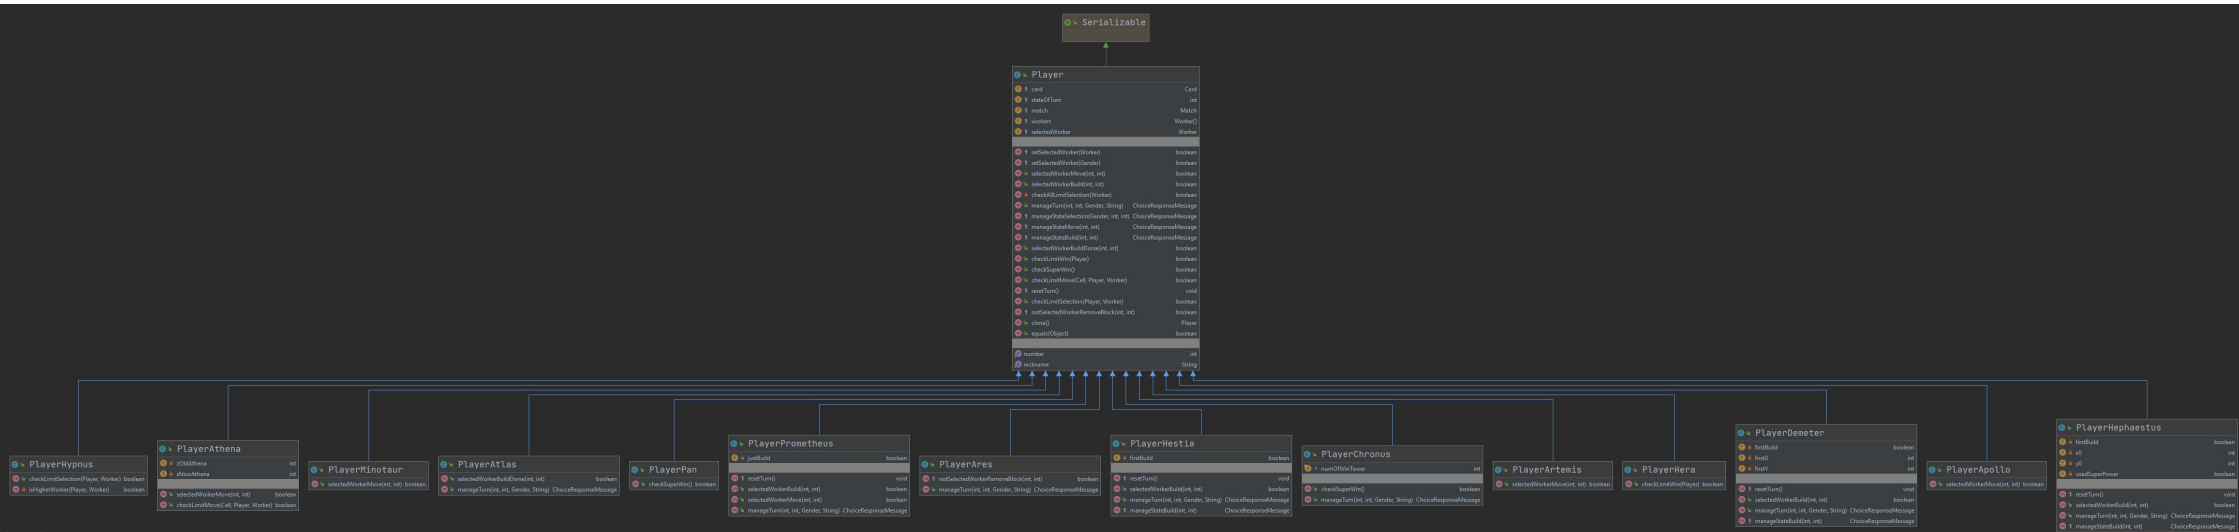 Serializable
Player
card Card
stateOfTurn int
match Match
workers Worker[]
selectedWorker Worker
setSelectedWorker(Worker) boolean
setSelectedWorker(Gender) boolean
selectedWorkerMove(int, int) boolean
selectedWorkerBuild(int, int) boolean
checkAllLimitSelection(Worker) boolean
manageTurn(int, int, Gender, String) ChoiceResponseMessage
manageStateSelection(Gender, int, int) ChoiceResponseMessage
manageStateMove(int, int) ChoiceResponseMessage
manageStateBuild(int, int) ChoiceResponseMessage
selectedWorkerBuildDome(int, int) boolean
checkLimitWin(Player) boolean
checkSuperWin() boolean
checkLimitMove(Cell, Player, Worker) boolean
resetTurn() void
checkLimitSelection(Player, Worker) boolean
notSelectedWorkerRemoveBlock(int, int) boolean
clone() Player
equals(Object) boolean
number int
nickname String
PlayerHypnus
checkLimitSelection(Player, Worker) boolean
isHigherWorker(Player, Worker) boolean
PlayerAthena
zOldAthena int
zNowAthena int
selectedWorkerMove(int, int) boolean
checkLimitMove(Cell, Player, Worker) boolean
PlayerMinotaur
selectedWorkerMove(int, int) boolean
PlayerAtlas
selectedWorkerBuildDome(int, int) boolean
manageTurn(int, int, Gender, String) ChoiceResponseMessage
PlayerPan
checkSuperWin() boolean
PlayerPrometheus
justBuild boolean
resetTurn() void
selectedWorkerBuild(int, int) boolean
selectedWorkerMove(int, int) boolean
manageTurn(int, int, Gender, String) ChoiceResponseMessage
PlayerAres
notSelectedWorkerRemoveBlock(int, int) boolean
manageTurn(int, int, Gender, String) ChoiceResponseMessage
PlayerHestia
firstBuild boolean
resetTurn() void
selectedWorkerBuild(int, int) boolean
manageTurn(int, int, Gender, String) ChoiceResponseMessage
manageStateBuild(int, int) ChoiceResponseMessage
PlayerChronus
numOfWinTower int
checkSuperWin() boolean
manageTurn(int, int, Gender, String) ChoiceResponseMessage
PlayerArtemis
selectedWorkerMove(int, int) boolean
PlayerHera
checkLimitWin(Player) boolean
PlayerDemeter
firstBuild boolean
firstX int
firstY int
resetTurn() void
selectedWorkerBuild(int, int) boolean
manageTurn(int, int, Gender, String) ChoiceResponseMessage
manageStateBuild(int, int) ChoiceResponseMessage
PlayerApollo
selectedWorkerMove(int, int) boolean
PlayerHephaestus
firstBuild boolean
x0 int
y0 int
usedSuperPower boolean
resetTurn() void
selectedWorkerBuild(int, int) boolean
manageTurn(int, int, Gender, String) ChoiceResponseMessage
manageStateBuild(int, int) ChoiceResponseMessage